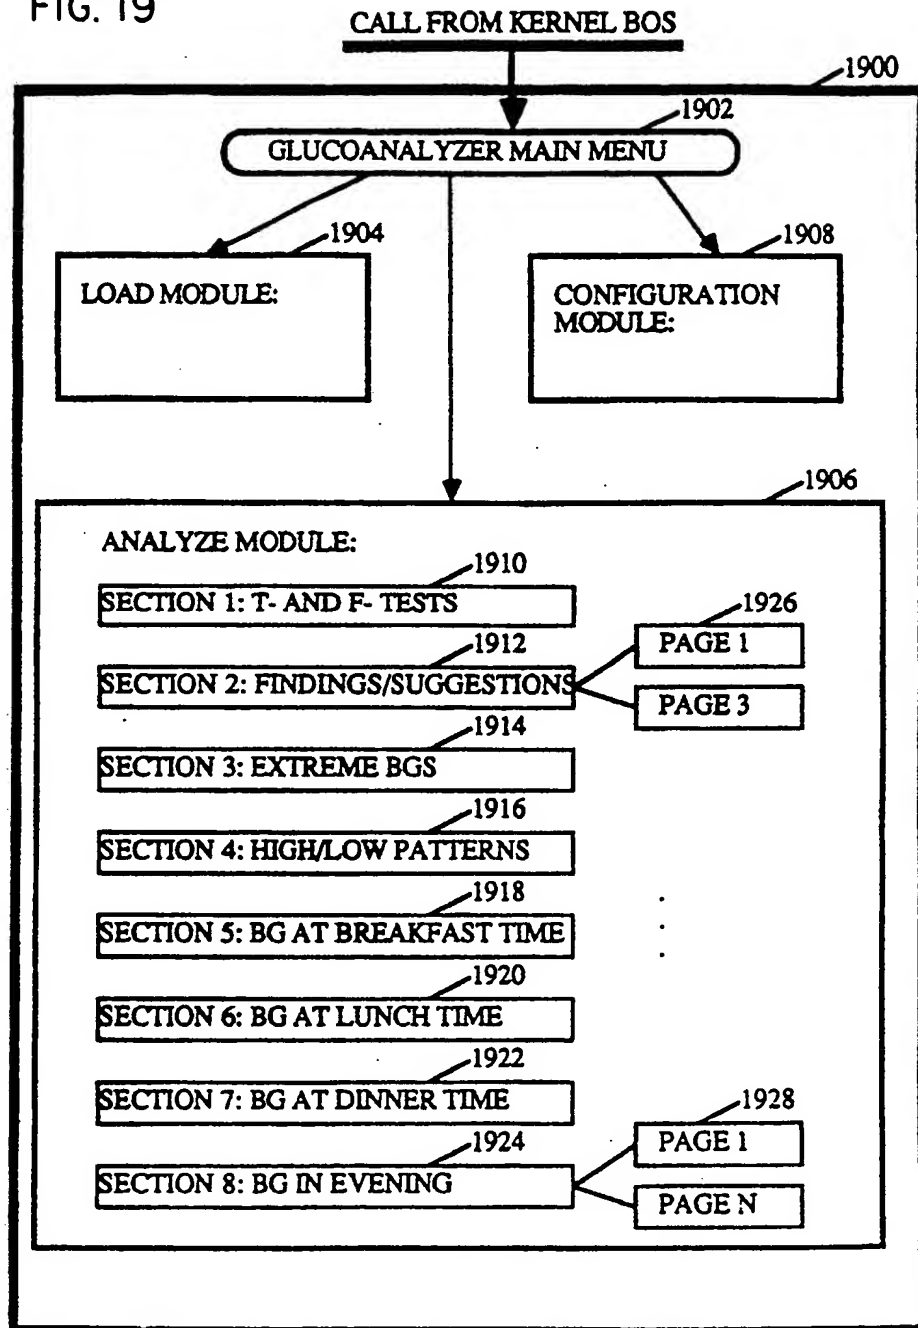 FIG. 19
CALL FROM KERNEL BOS
1900
1902
GLUCOANALYZER MAIN MENU
1904
1908
LOAD MODULE:
CONFIGURATION
MODULE:
1906
ANALYZE MODULE:
1910
SECTION 1: T- AND F- TESTS
1926
PAGE 1
1912
SECTION 2: FINDINGS/SUGGESTIONS
PAGE 3
1914
SECTION 3: EXTREME BGS
1916
SECTION 4: HIGH/LOW PATTERNS
1918
SECTION 5: BG AT BREAKFAST TIME
1920
SECTION 6: BG AT LUNCH TIME
1922
SECTION 7: BG AT DINNER TIME
1928
PAGE 1
1924
SECTION 8: BG IN EVENING
PAGE N